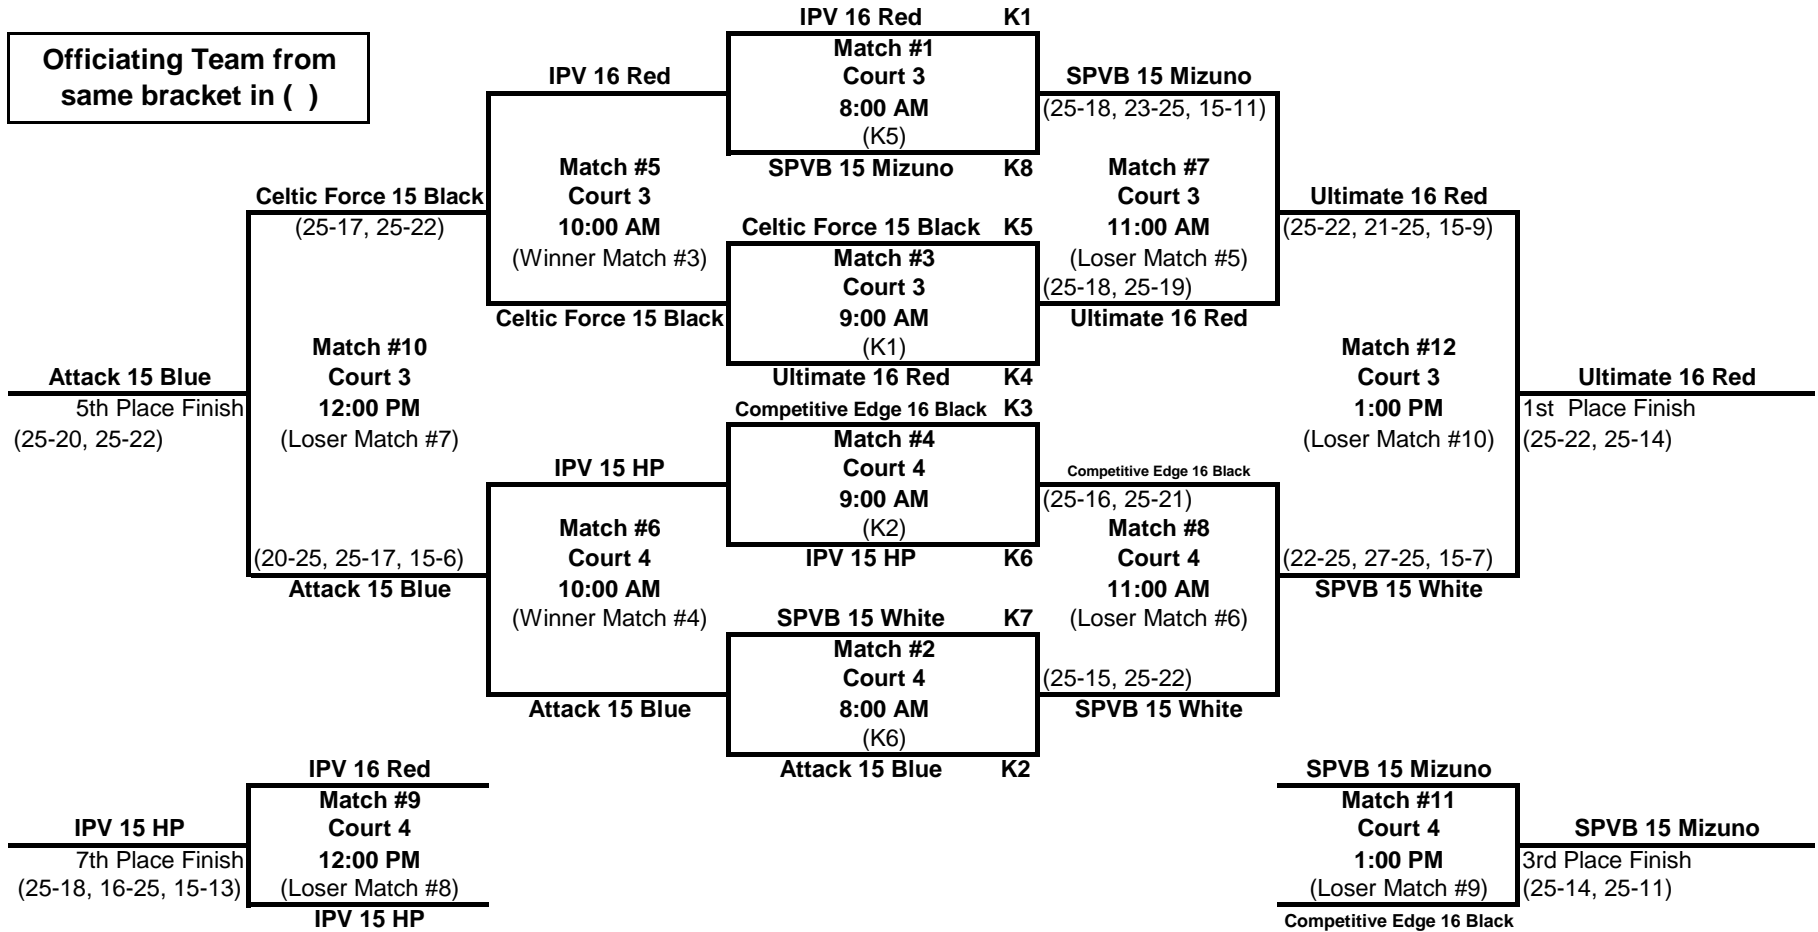 Officiating Team from
same bracket in ( )
IPV 16 Red K1
Match #1
Court 3
8:00 AM
(K5)
SPVB 15 Mizuno K8
Celtic Force 15 Black K5
Match #3
Court 3
9:00 AM
(K1)
Ultimate 16 Red K4
Competitive Edge 16 Black K3
Match #4
Court 4
9:00 AM
(K2)
IPV 15 HP K6
SPVB 15 White K7
Match #2
Court 4
8:00 AM
(K6)
Attack 15 Blue K2
IPV 16 Red
Match #5
Court 3
10:00 AM
(Winner Match #3)
Celtic Force 15 Black
IPV 15 HP
Match #6
Court 4
10:00 AM
(Winner Match #4)
Attack 15 Blue
SPVB 15 Mizuno
(25-18, 23-25, 15-11)
Match #7
Court 3
11:00 AM
(Loser Match #5)
(25-18, 25-19)
Ultimate 16 Red
Competitive Edge 16 Black
(25-16, 25-21)
Match #8
Court 4
11:00 AM
(Loser Match #6)
(25-15, 25-22)
SPVB 15 White
Celtic Force 15 Black
(25-17, 25-22)
Match #10
Court 3
12:00 PM
(Loser Match #7)
(20-25, 25-17, 15-6)
Attack 15 Blue
Attack 15 Blue
5th Place Finish
(25-20, 25-22)
Ultimate 16 Red
(25-22, 21-25, 15-9)
Match #12
Court 3
1:00 PM
(Loser Match #10)
(22-25, 27-25, 15-7)
SPVB 15 White
Ultimate 16 Red
1st Place Finish
(25-22, 25-14)
IPV 16 Red
Match #9
Court 4
12:00 PM
(Loser Match #8)
IPV 15 HP
IPV 15 HP
7th Place Finish
(25-18, 16-25, 15-13)
SPVB 15 Mizuno
Match #11
Court 4
1:00 PM
(Loser Match #9)
Competitive Edge 16 Black
SPVB 15 Mizuno
3rd Place Finish
(25-14, 25-11)